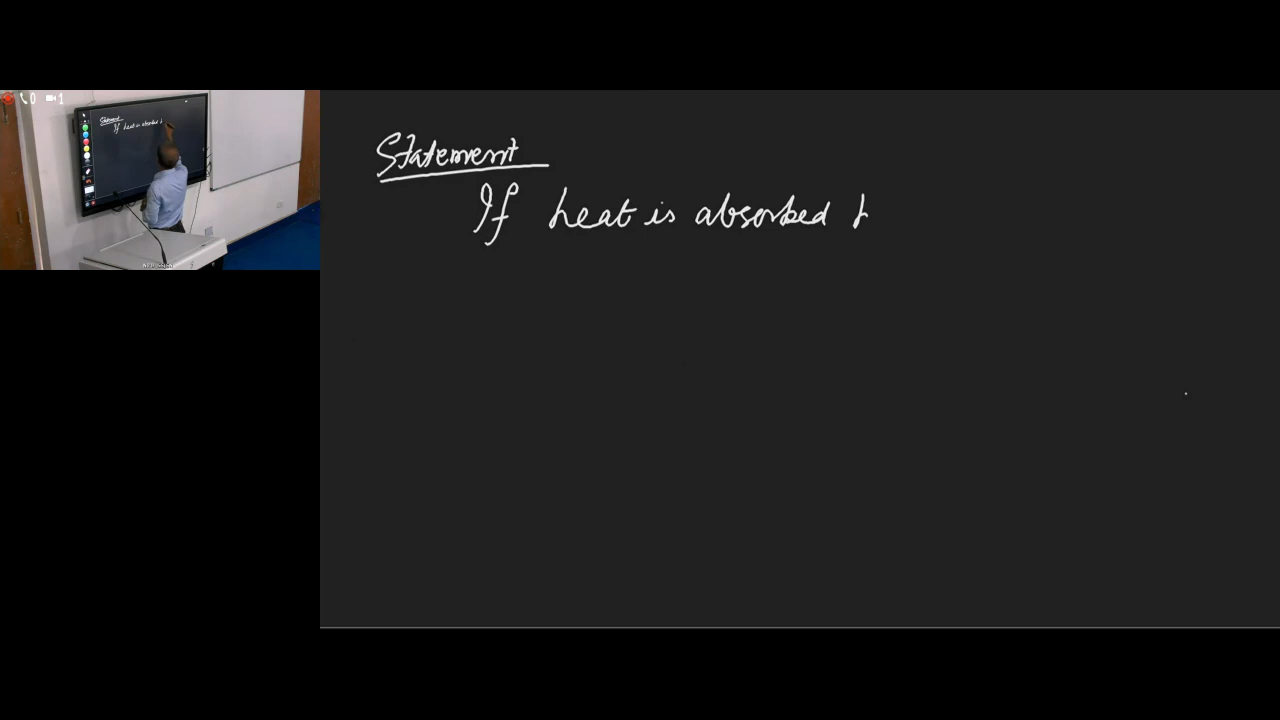 Statement
If heat is absorbed